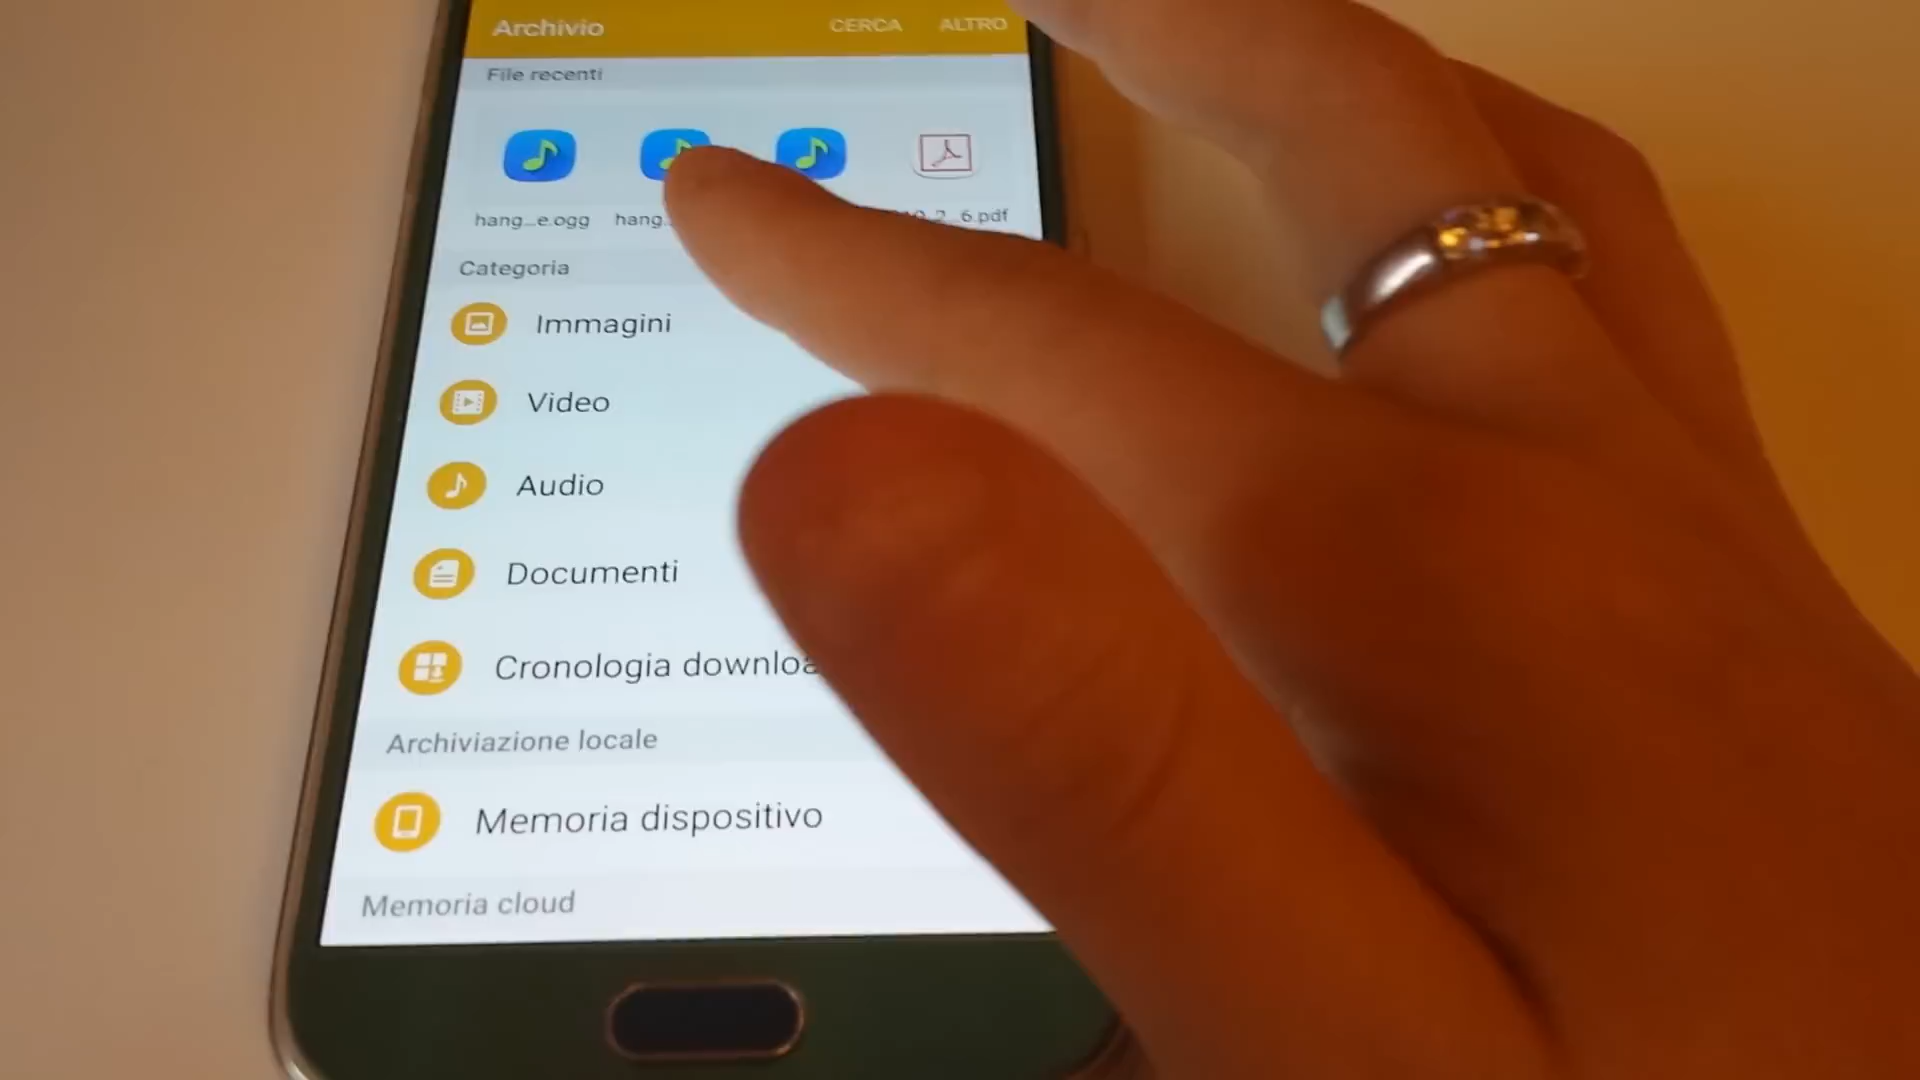 Archivio CERCA ALTRO
File recenti
hang...e.ogg hang. 6.pdf
Categoria
Immagini
Video
Audio
Documenti
Cronologia downloa
Archiviazione locale
Memoria dispositivo
Memoria cloud